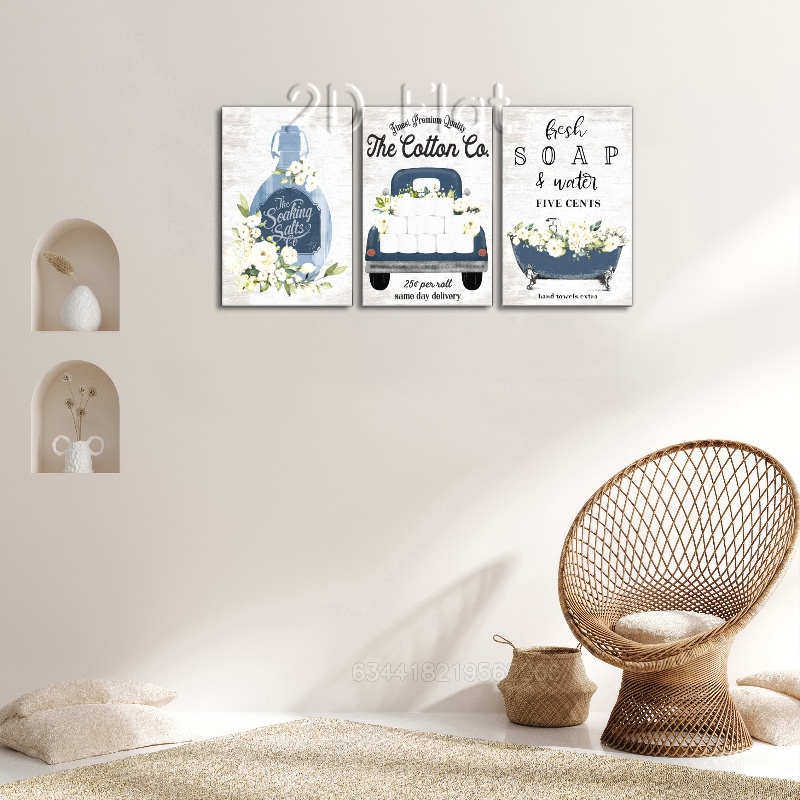 2D Flat
The
Soaking
Salts
Co
Finest Premium Quality
The Cotton Co.
25¢ per roll
same day delivery
fresh
SOAP
& water
FIVE CENTS
hand towels extra